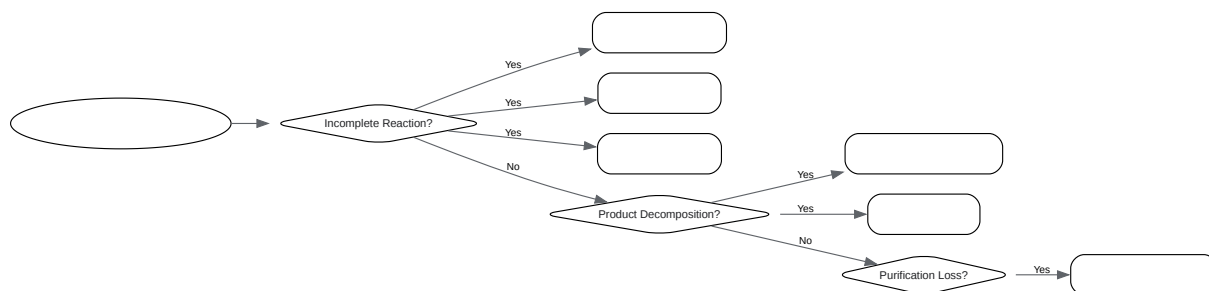 Yes
Yes
Incomplete Reaction?
Yes
No
Yes
Product Decomposition?
Yes
No
Purification Loss?
Yes